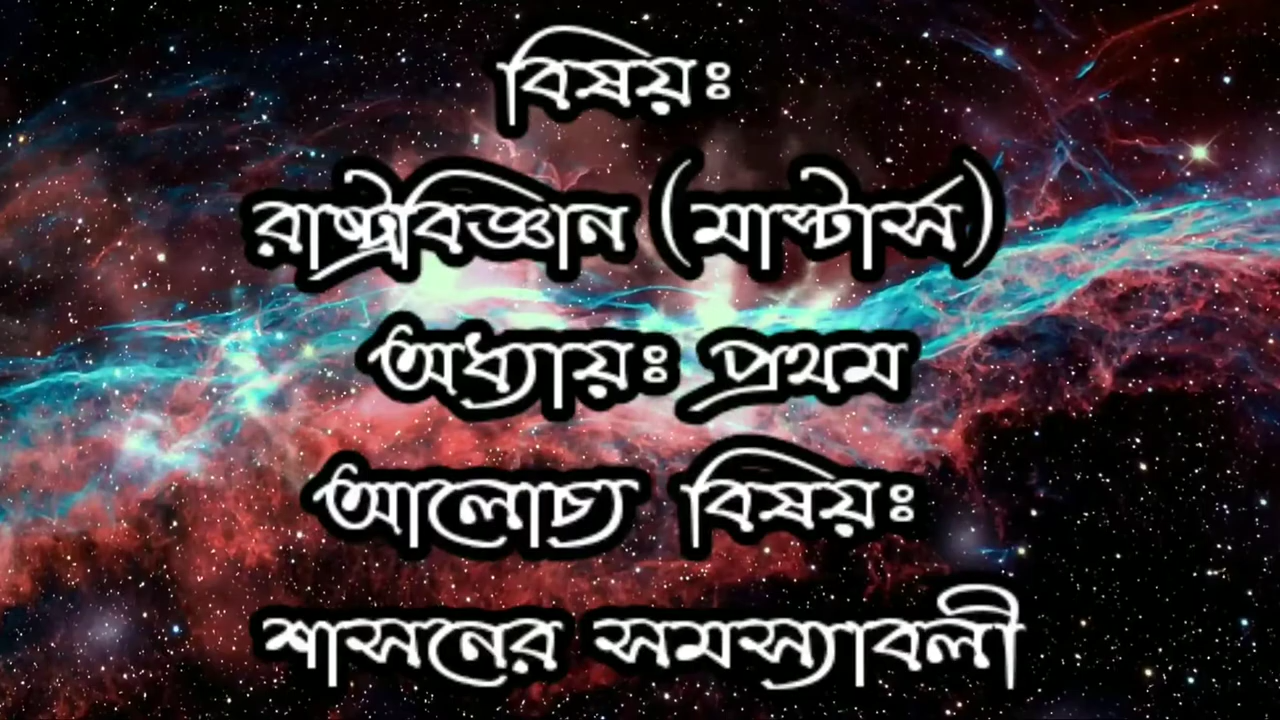 বিষয়ঃ
রাষ্ট্রবিজ্ঞান (মাস্টার্স)
অধ্যায়ঃ প্রথম
আলোচ্য বিষয়ঃ
শাসনের সমস্যাবলী